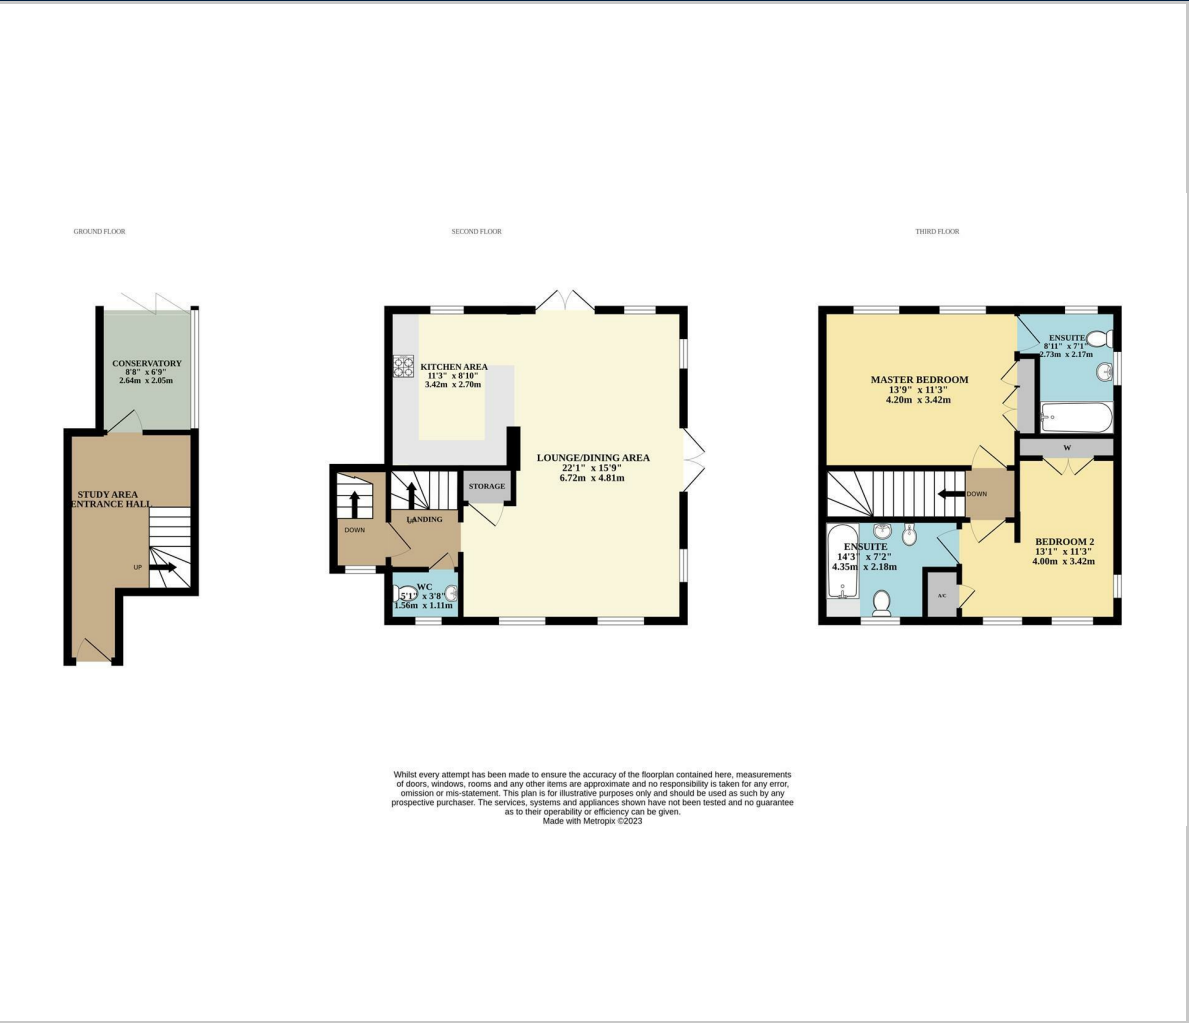 GROUND FLOOR
CONSERVATORY
8'8" x 6'9"
2.64m x 2.05m
STUDY AREA
ENTRANCE HALL
UP
SECOND FLOOR
KITCHEN AREA
11'3" x 8'10"
3.42m x 2.70m
LOUNGE/DINING AREA
22'1" x 15'9"
6.72m x 4.81m
STORAGE
UP
LANDING
DOWN
WC
5'1" x 3'8"
1.56m x 1.11m
THIRD FLOOR
ENSUITE
8'11" x 7'1"
2.73m x 2.17m
MASTER BEDROOM
13'9" x 11'3"
4.20m x 3.42m
W
DOWN
BEDROOM 2
13'1" x 11'3"
4.00m x 3.42m
ENSUITE
14'3" x 7'2"
4.35m x 2.18m
A/C
Whilst every attempt has been made to ensure the accuracy of the floorplan contained here, measurements
of doors, windows, rooms and any other items are approximate and no responsibility is taken for any error,
omission or mis-statement. This plan is for illustrative purposes only and should be used as such by any
prospective purchaser. The services, systems and appliances shown have not been tested and no guarantee
as to their operability or efficiency can be given.
Made with Metropix ©2023